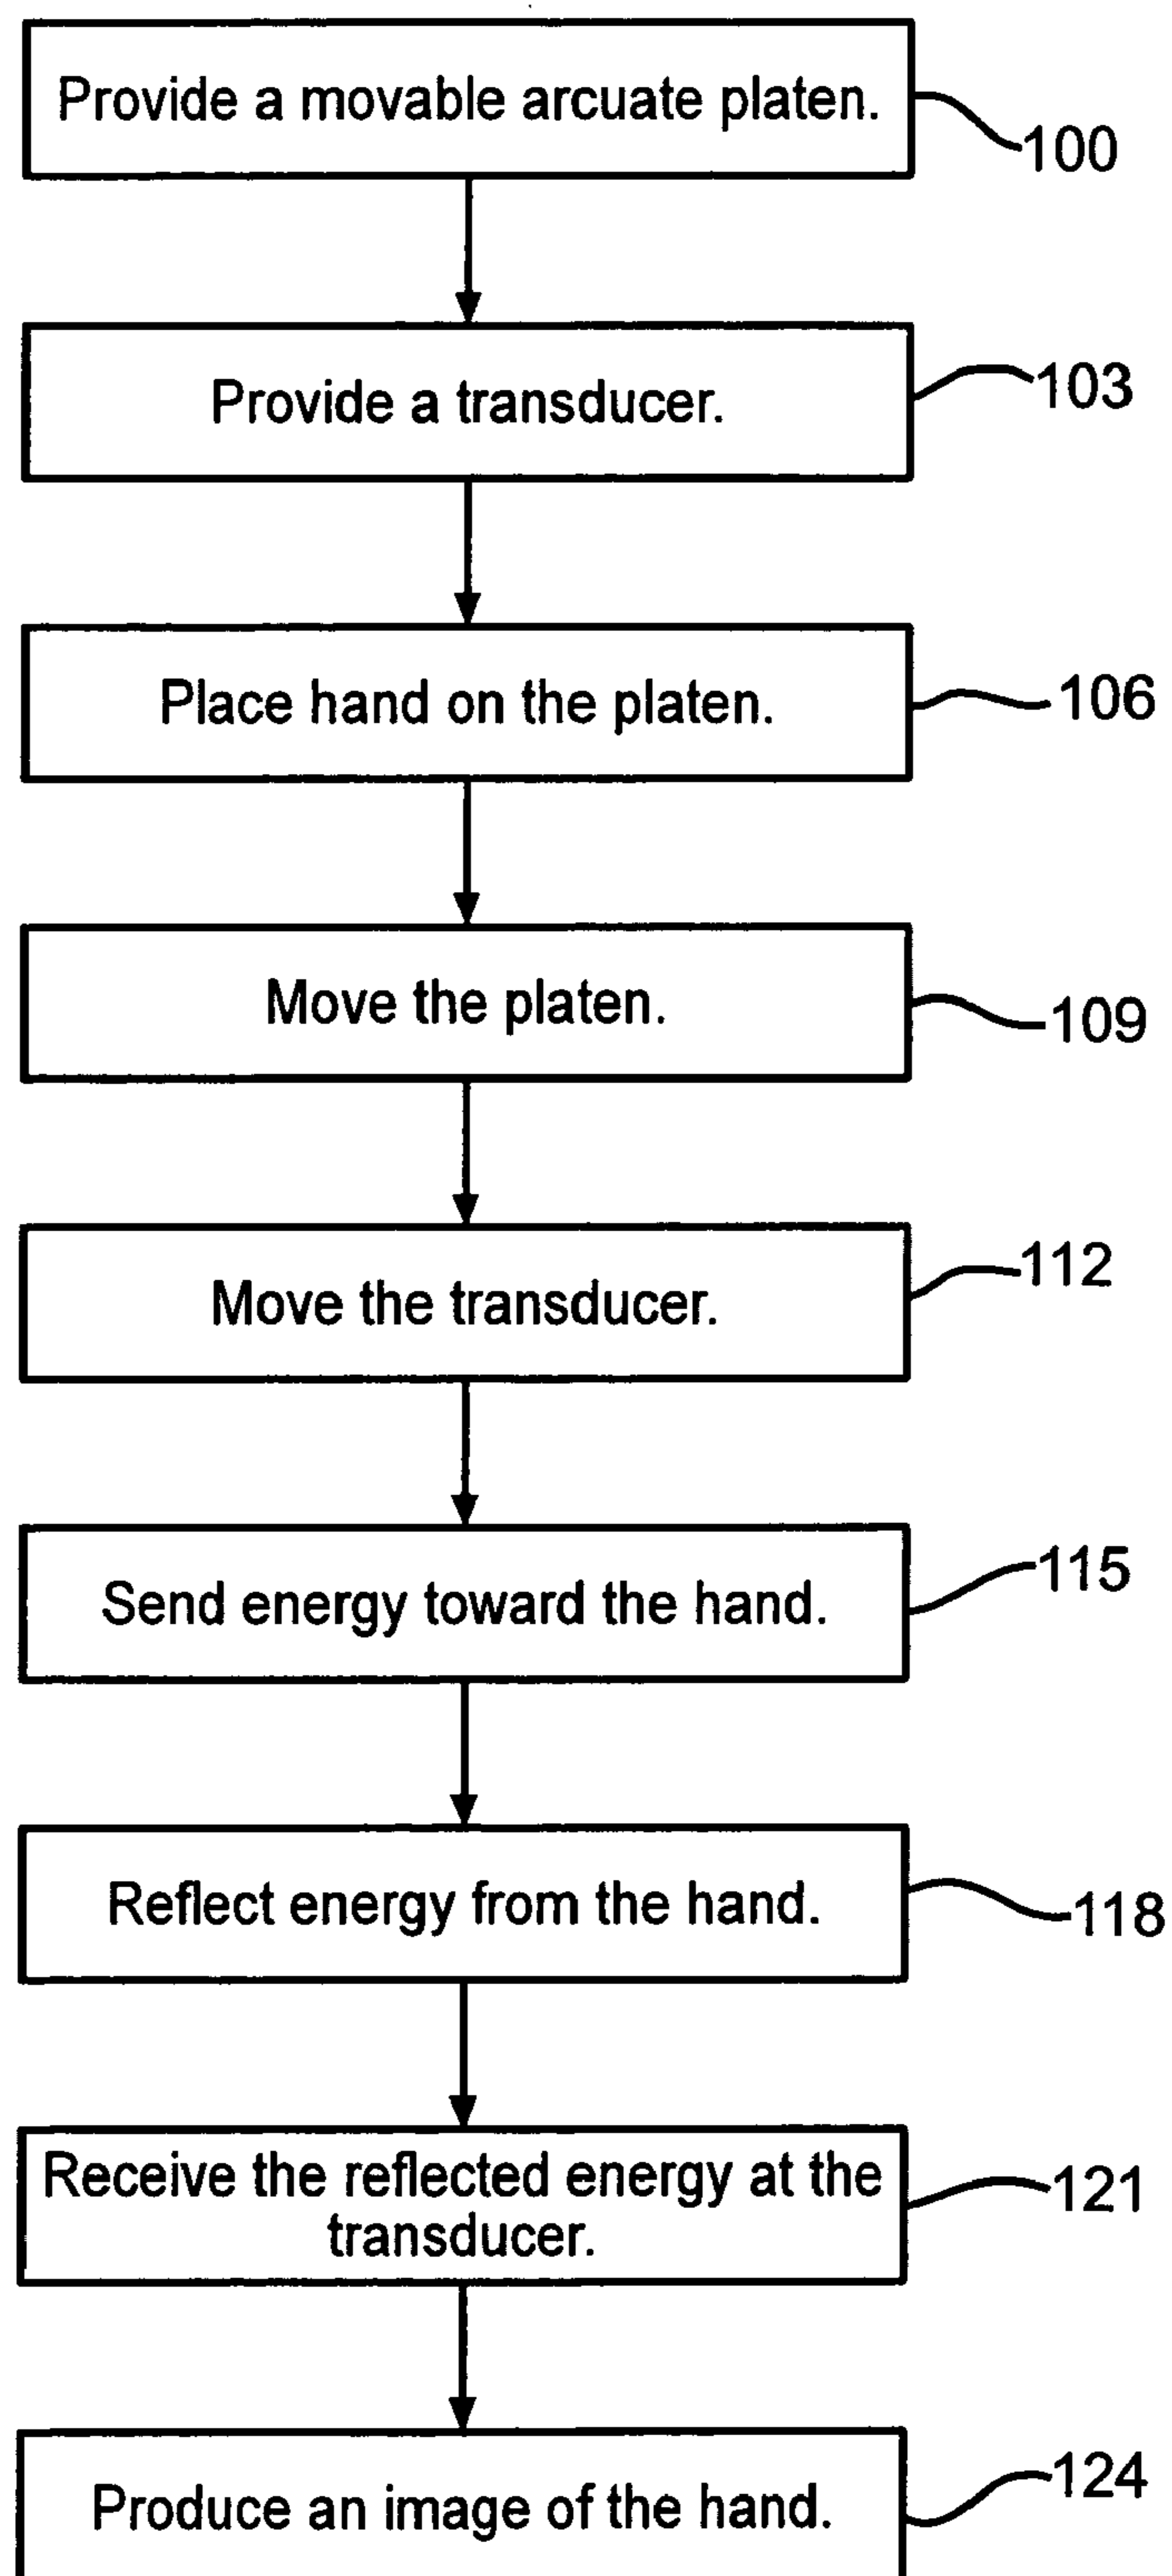 Provide a movable arcuate platen.
100
Provide a transducer.
103
Place hand on the platen.
106
Move the platen.
109
Move the transducer.
112
Send energy toward the hand.
115
Reflect energy from the hand.
118
Receive the reflected energy at the
transducer.
121
Produce an image of the hand.
124